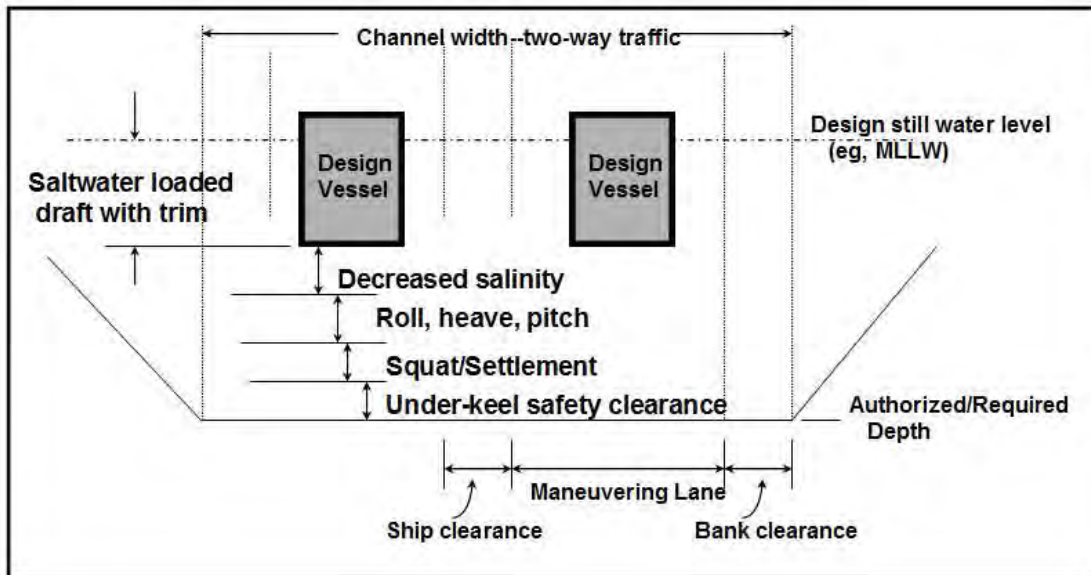 Channel width--two-way traffic
Design still water level
(eg, MLLW)
Design
Vessel
Design
Vessel
Saltwater loaded
draft with trim
Decreased salinity
Roll, heave, pitch
Squat/Settlement
Under-keel safety clearance
Authorized/Required
Depth
Maneuvering Lane
Ship clearance
Bank clearance